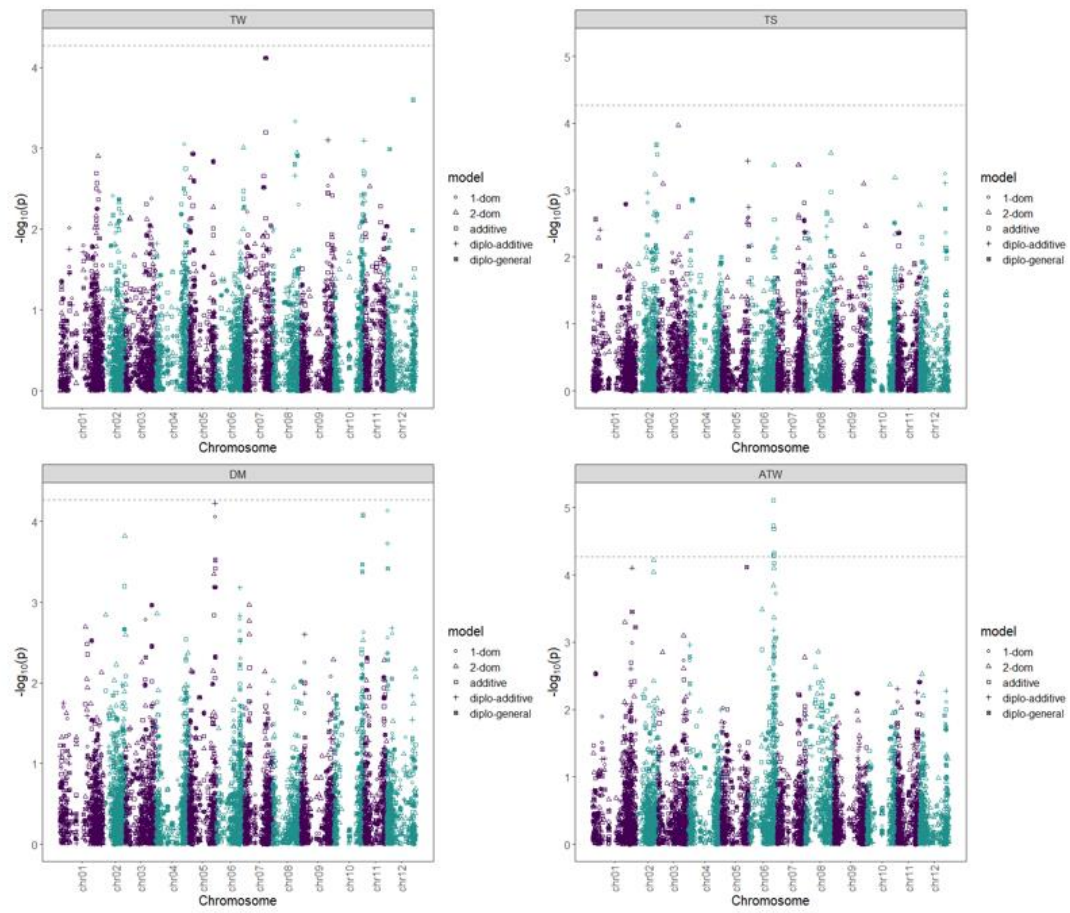 TW
-log10(p)
4
3
2
1
0
chr01
chr02
chr03
chr04
chr05
chr06
chr07
chr08
chr09
chr10
chr11
chr12
Chromosome
model
1-dom
2-dom
additive
diplo-additive
diplo-general
TS
-log10(p)
5
4
3
2
1
0
chr01
chr02
chr03
chr04
chr05
chr06
chr07
chr08
chr09
chr10
chr11
chr12
Chromosome
model
1-dom
2-dom
additive
diplo-additive
diplo-general
DM
-log10(p)
4
3
2
1
0
chr01
chr02
chr03
chr04
chr05
chr06
chr07
chr08
chr09
chr10
chr11
chr12
Chromosome
model
1-dom
2-dom
additive
diplo-additive
diplo-general
ATW
-log10(p)
5
4
3
2
1
0
chr01
chr02
chr03
chr04
chr05
chr06
chr07
chr08
chr09
chr10
chr11
chr12
Chromosome
model
1-dom
2-dom
additive
diplo-additive
diplo-general